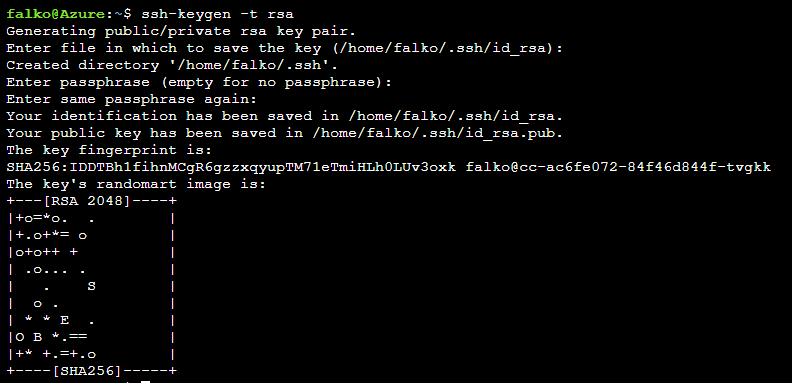 falko@Azure:~$ ssh-keygen -t rsa
Generating public/private rsa key pair.
Enter file in which to save the key (/home/falko/.ssh/id_rsa):
Created directory '/home/falko/.ssh'.
Enter passphrase (empty for no passphrase):
Enter same passphrase again:
Your identification has been saved in /home/falko/.ssh/id_rsa.
Your public key has been saved in /home/falko/.ssh/id_rsa.pub.
The key fingerprint is:
SHA256:IDDTBh1fihnMCgR6gzzxqyupTM71eTmiHLh0LUv3oxk falko@cc-ac6fe072-84f46d844f-tvgkk
The key's randomart image is:
+---[RSA 2048]----+
|+o=*o.  .        |
|+.o+*= o         |
|o+o++ +          |
| .o... .         |
|    .    S       |
|   o .           |
|  * * E  .       |
|O B *.==         |
|+* +.=+.o        |
+----[SHA256]-----+